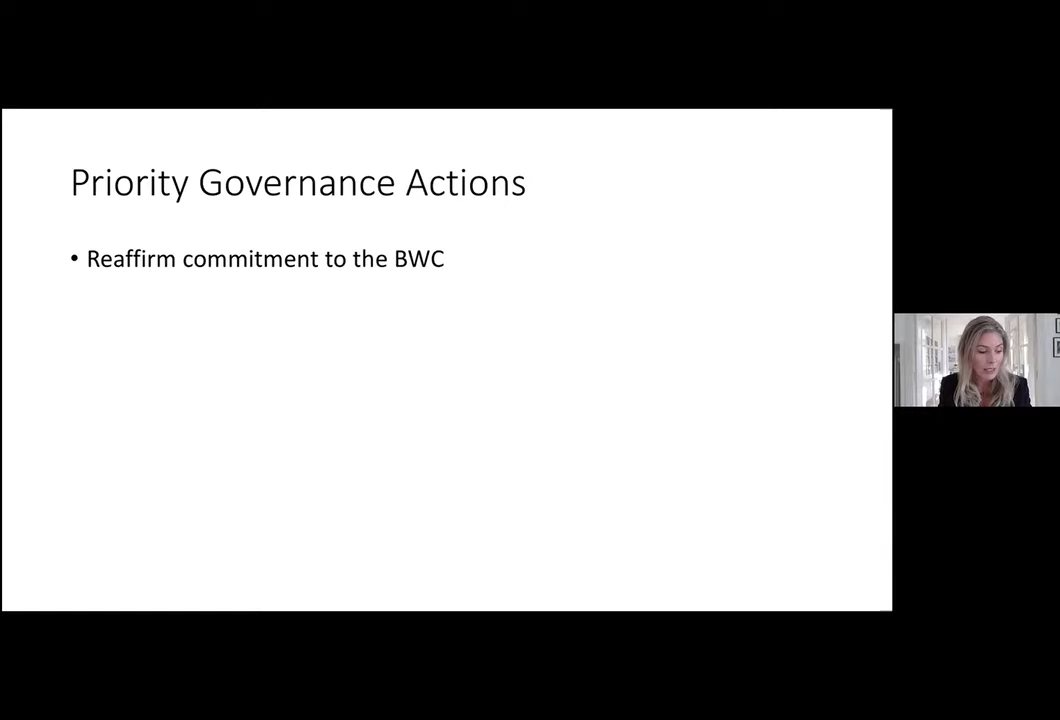 Priority Governance Actions
• Reaffirm commitment to the BWC